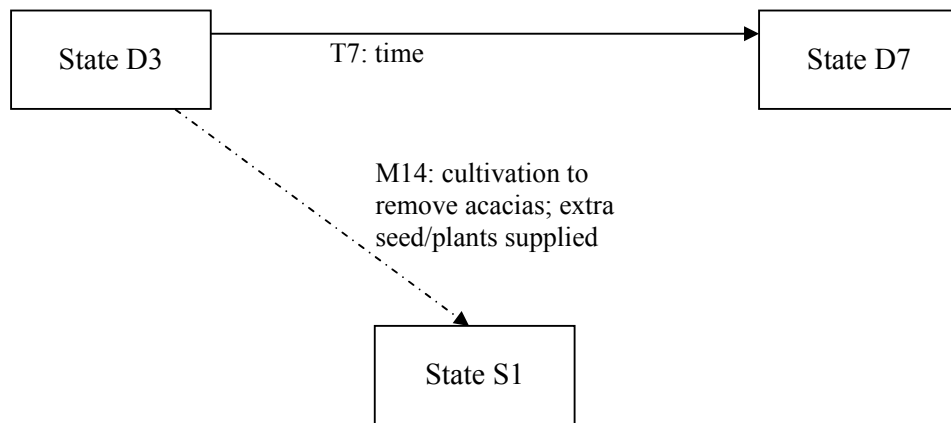 State D3
T7: time
State D7
M14: cultivation to
remove acacias; extra
seed/plants supplied
State S1